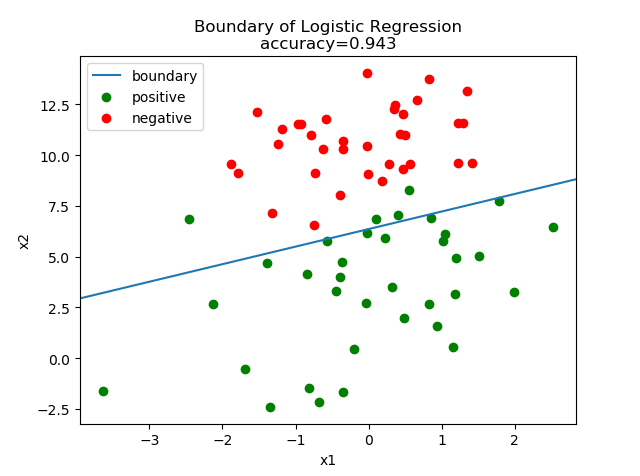 Boundary of Logistic Regression
accuracy=0.943
boundary
positive
negative
12.5
10.0
7.5
5.0
2.5
0.0
−2.5
x2
−3 −2 −1 0 1 2
x1